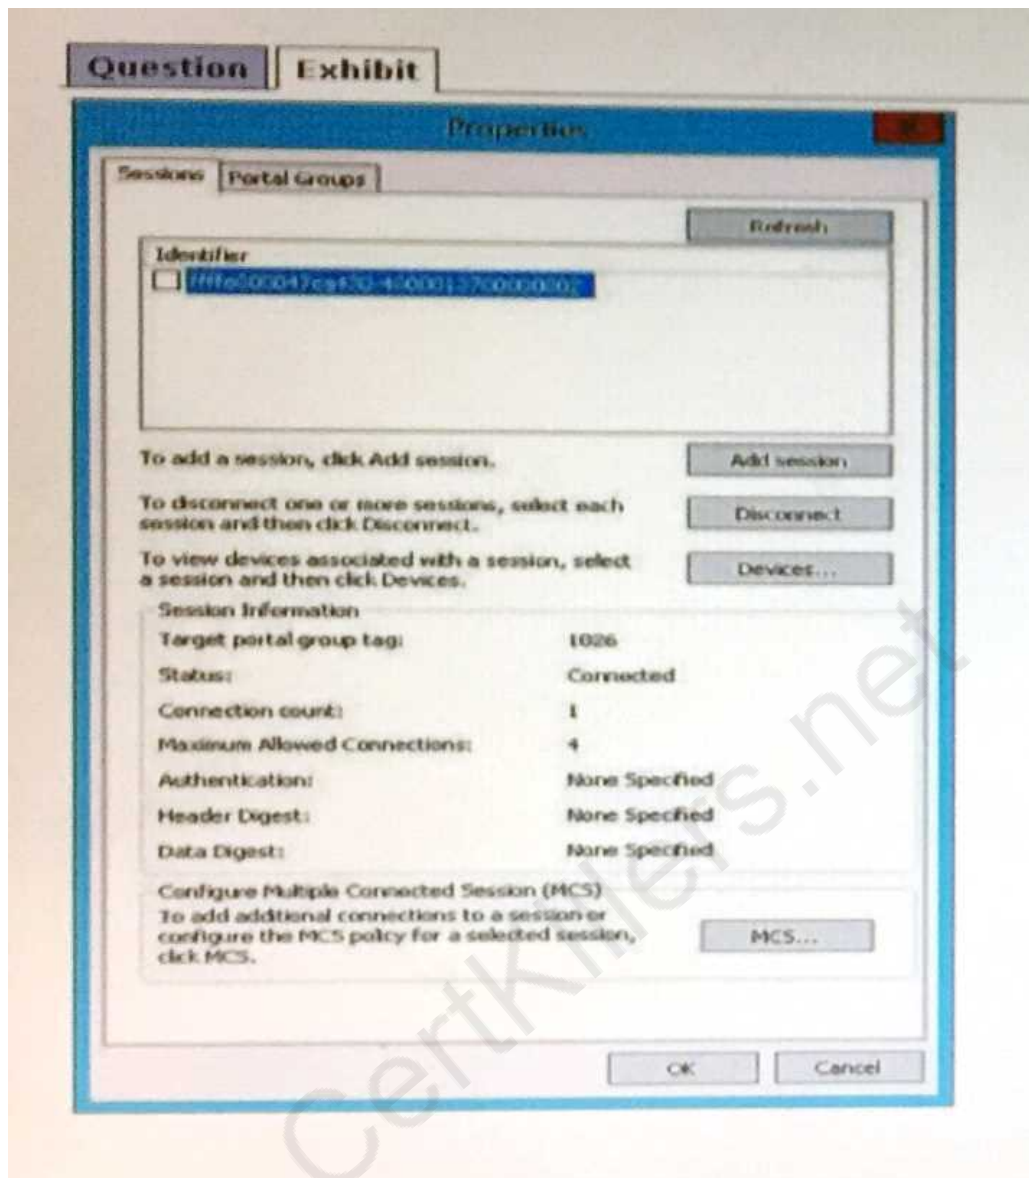 Question Exhibit
Properties
Sessions Portal Groups
Refresh
Identifier
To add a session, click Add session.
Add session
To disconnect one or more sessions, select each
session and then click Disconnect.
Disconnect
To view devices associated with a session, select
a session and then click Devices.
Devices...
Session Information
Target portal group tag: 1026
Status: Connected
Connection count: 1
Maximum Allowed Connections: 4
Authentication: None Specified
Header Digest: None Specified
Data Digest: None Specified
Configure Multiple Connected Session (MCS)
To add additional connections to a session or
configure the MCS policy for a selected session,
click MCS.
MCS...
OK Cancel
CertKillers.net